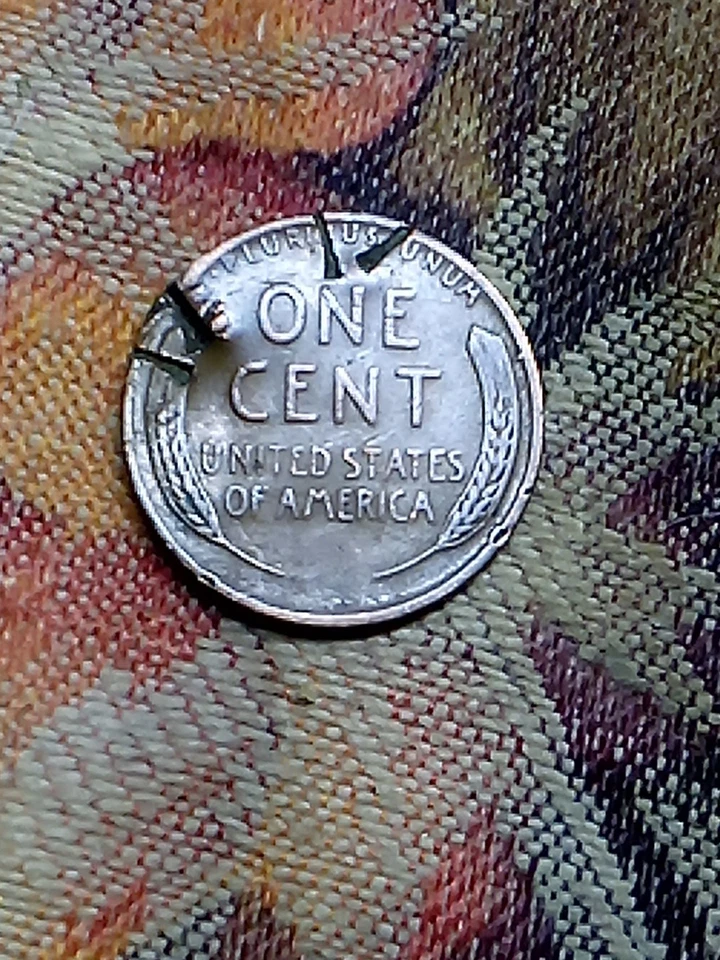 PLURIBUS UNUM
ONE
CENT
UNITED STATES
OF AMERICA